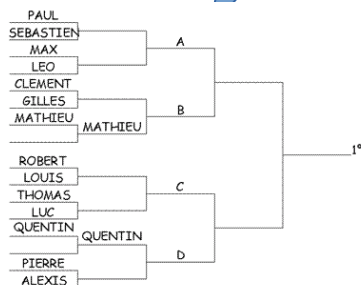 PAUL
SEBASTIEN
A
MAX
LEO
CLEMENT
GILLES
B
MATHIEU
MATHIEU
1°
ROBERT
LOUIS
C
THOMAS
LUC
QUENTIN
QUENTIN
D
PIERRE
ALEXIS